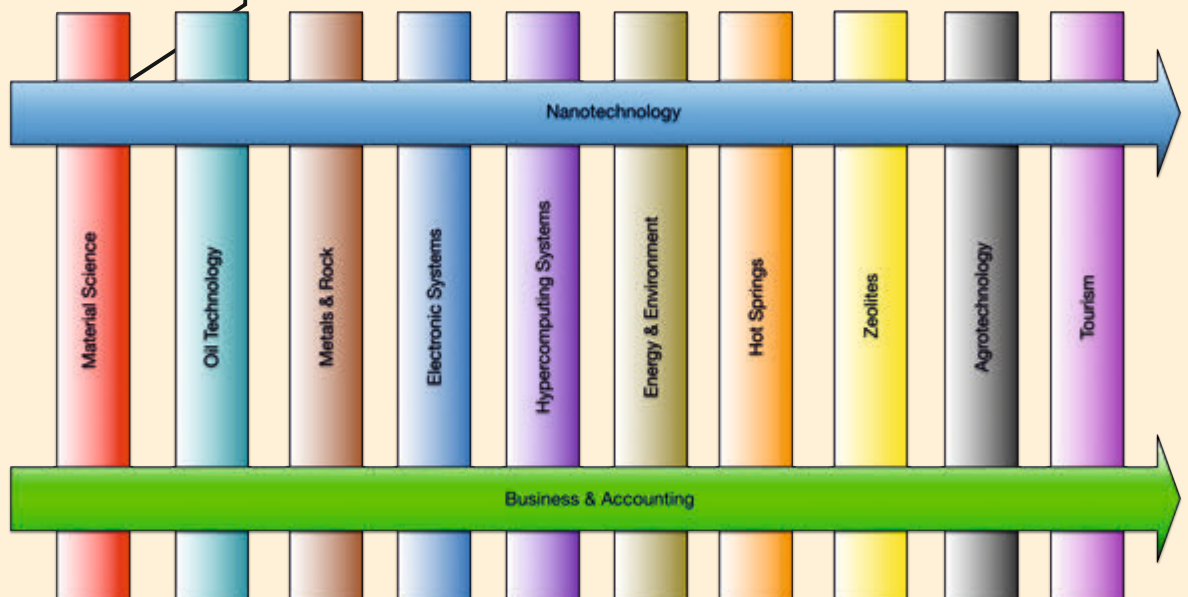 Nanotechnology
Material Science
Oil Technology
Metals & Rock
Electronic Systems
Hypercomputing Systems
Energy & Environment
Hot Springs
Zeolites
Agrotechnology
Tourism
Business & Accounting